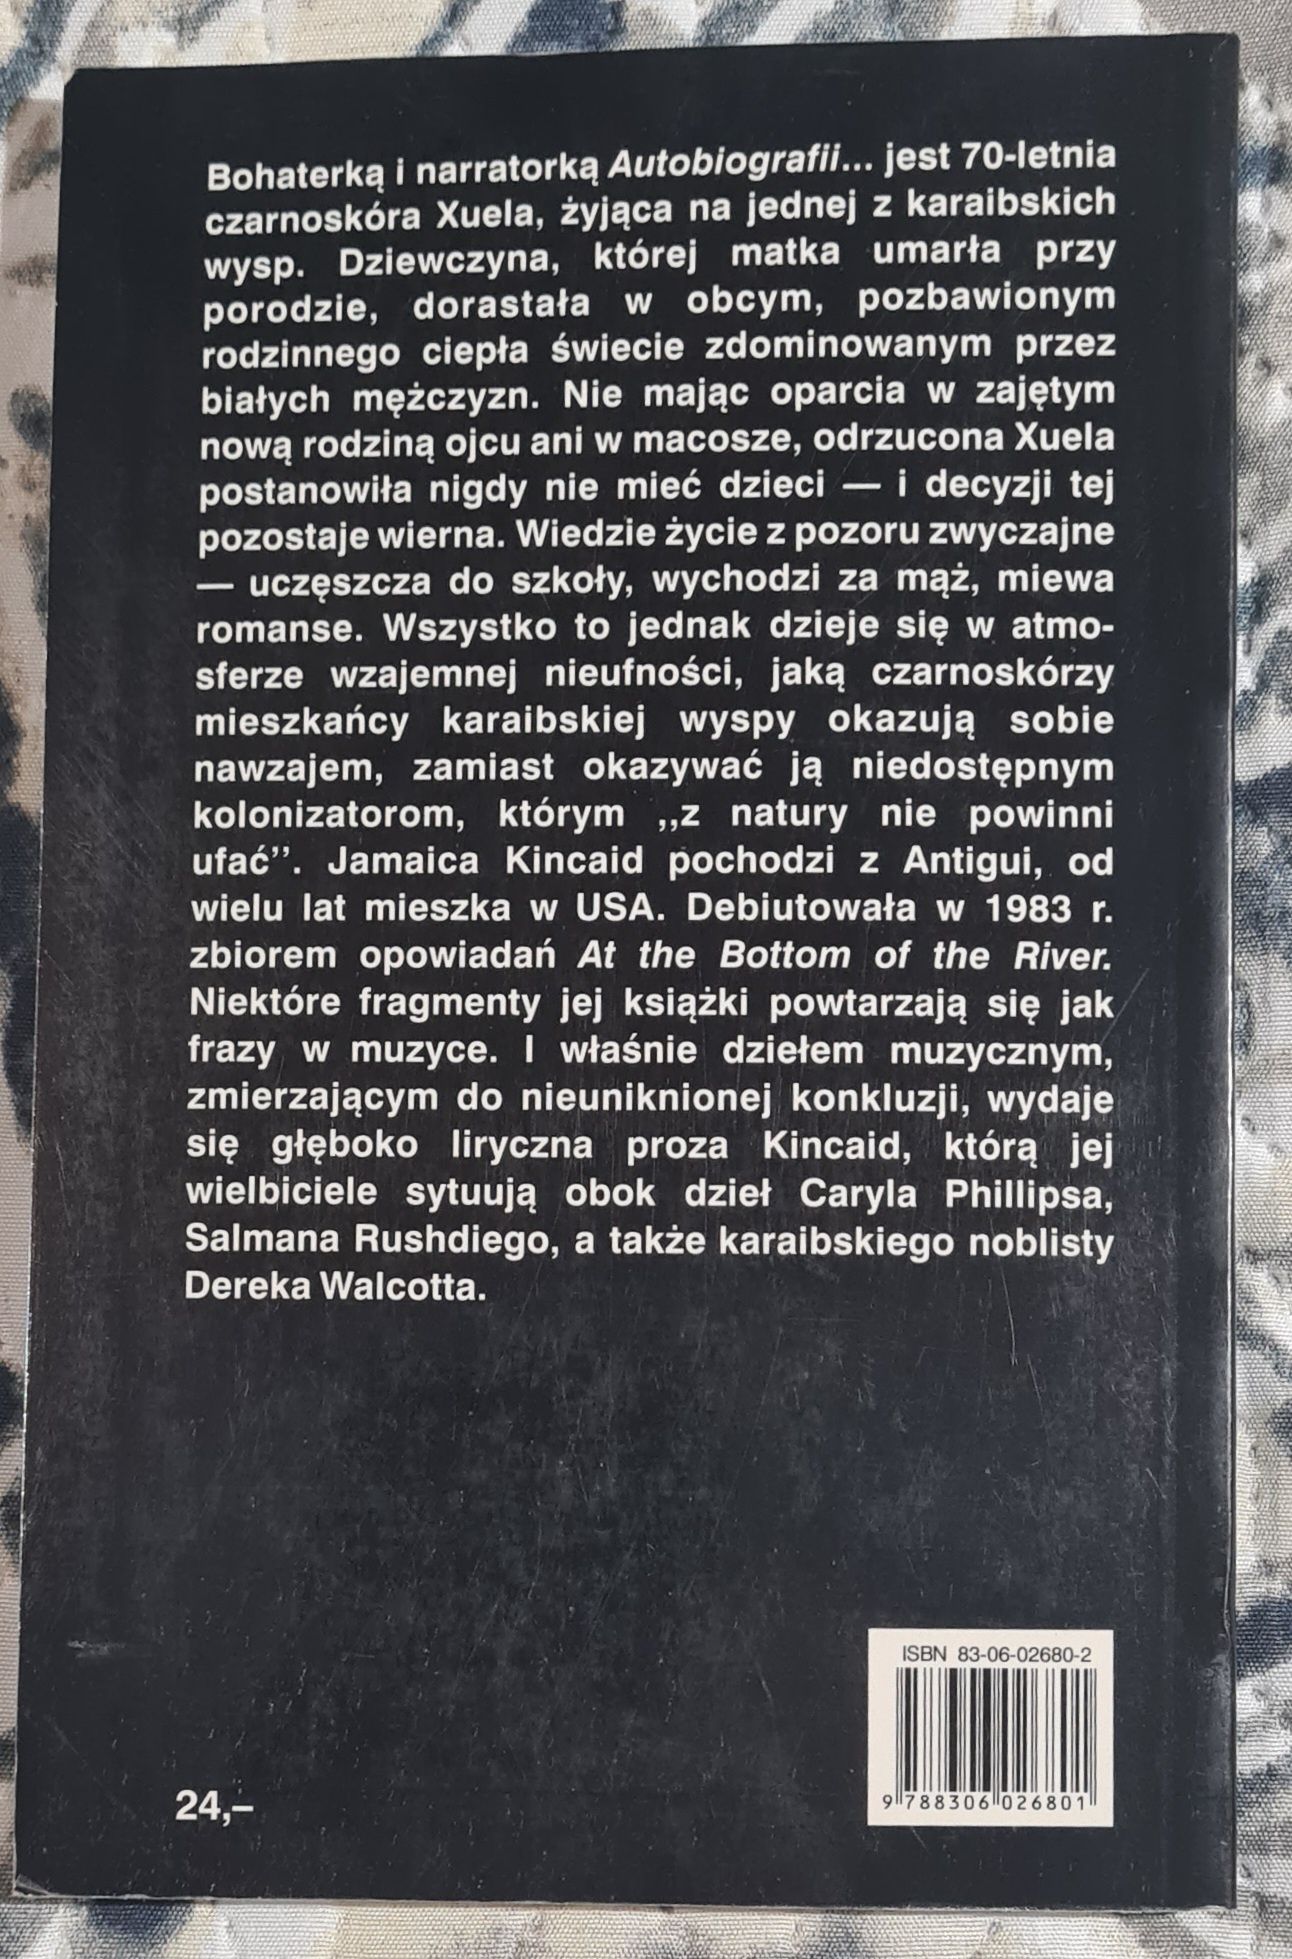 Bohaterką i narratorką Autobiografii... jest 70-letnia
czarnoskóra Xuela, żyjąca na jednej z karaibskich
wysp. Dziewczyna, której matka umarła przy
porodzie, dorastała w obcym, pozbawionym
rodzinnego ciepła świecie zdominowanym przez
białych mężczyzn. Nie mając oparcia w zajętym
nową rodziną ojcu ani w macosze, odrzucona Xuela
postanowiła nigdy nie mieć dzieci — i decyzji tej
pozostaje wierna. Wiedzie życie z pozoru zwyczajne
— uczęszcza do szkoły, wychodzi za mąż, miewa
romanse. Wszystko to jednak dzieje się w atmo-
sferze wzajemnej nieufności, jaką czarnoskórzy
mieszkańcy karaibskiej wyspy okazują sobie
nawzajem, zamiast okazywać ją niedostępnym
kolonizatorom, którym „z natury nie powinni
ufać”. Jamaica Kincaid pochodzi z Antigui, od
wielu lat mieszka w USA. Debiutowała w 1983 r.
zbiorem opowiadań At the Bottom of the River.
Niektóre fragmenty jej książki powtarzają się jak
frazy w muzyce. I właśnie dziełem muzycznym,
zmierzającym do nieuniknionej konkluzji, wydaje
się głęboko liryczna proza Kincaid, którą jej
wielbiciele sytuują obok dzieł Caryla Phillipsa,
Salmana Rushdiego, a także karaibskiego noblisty
Dereka Walcotta.
ISBN 83-06-02680-2
9 788306 026801
24,–